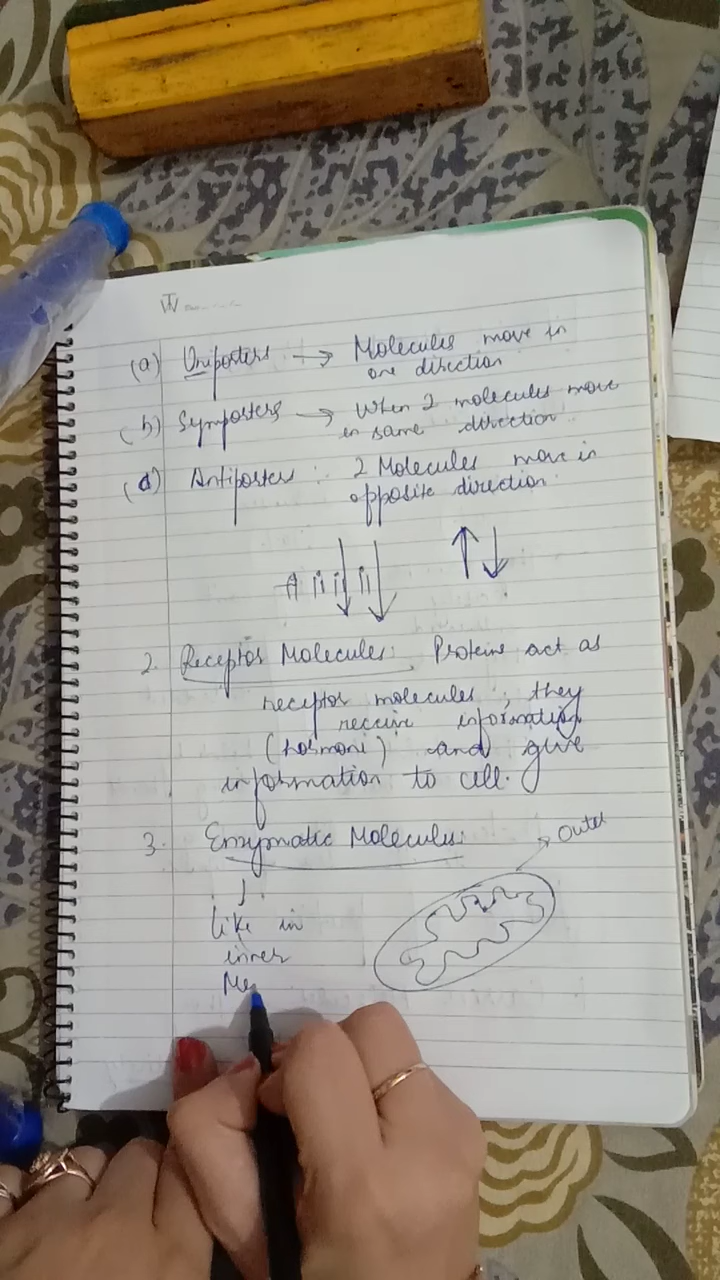 (a) Uniporters → Molecules move in
one direction
(b) Symporters → When 2 molecules move
in same direction
(d) Antiporters : 2 Molecules move in
opposite direction
2. Receptor Molecules: Proteins act as
receptor molecules, they
receive information
(hormone) and give
information to cell.
3. Enzymatic Molecules:
→ Outer
like in
inner
Me